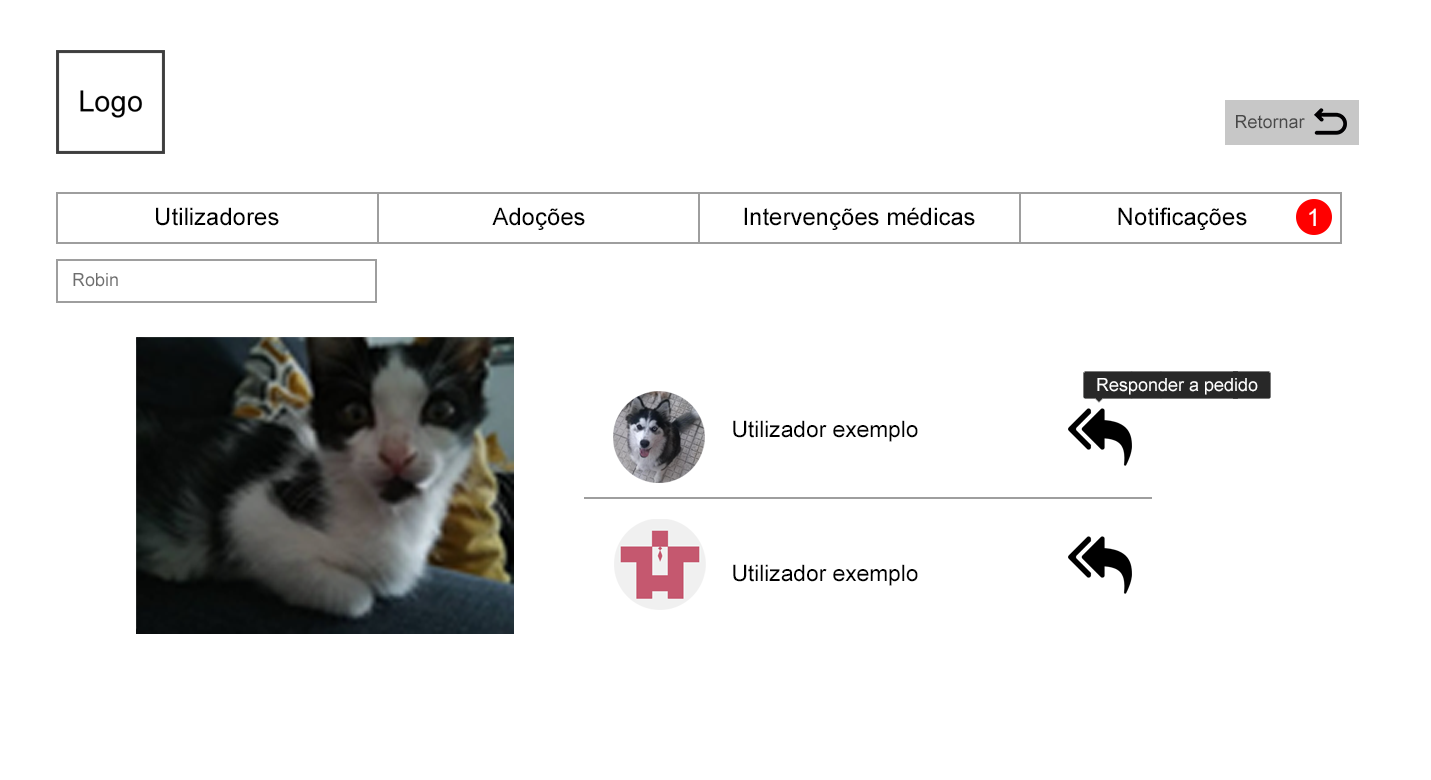 Logo
Retornar
Utilizadores
Adoções
Intervenções médicas
Notificações
1
Robin
Responder a pedido
Utilizador exemplo
Utilizador exemplo